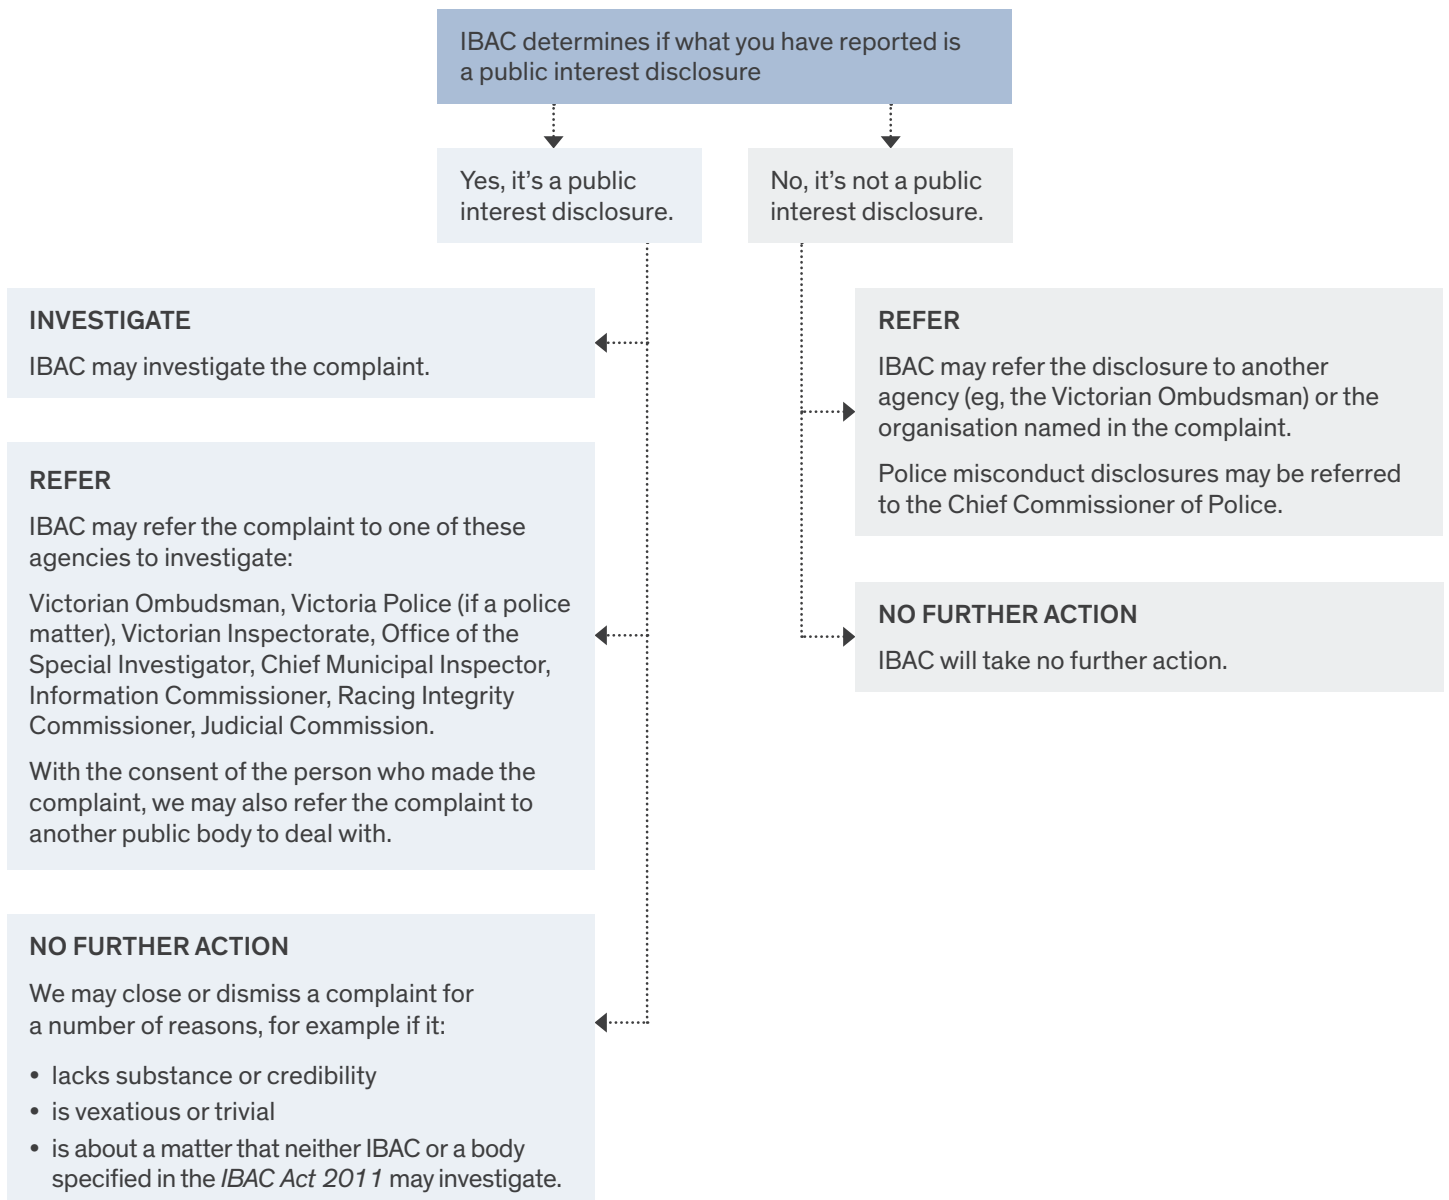 IBAC determines if what you have reported is
a public interest disclosure
Yes, it's a public
interest disclosure.
No, it's not a public
interest disclosure.
INVESTIGATE
IBAC may investigate the complaint.
REFER
IBAC may refer the complaint to one of these
agencies to investigate:
Victorian Ombudsman, Victoria Police (if a police
matter), Victorian Inspectorate, Office of the
Special Investigator, Chief Municipal Inspector,
Information Commissioner, Racing Integrity
Commissioner, Judicial Commission.
With the consent of the person who made the
complaint, we may also refer the complaint to
another public body to deal with.
NO FURTHER ACTION
We may close or dismiss a complaint for
a number of reasons, for example if it:
• lacks substance or credibility
• is vexatious or trivial
• is about a matter that neither IBAC or a body
specified in the IBAC Act 2011 may investigate.
REFER
IBAC may refer the disclosure to another
agency (eg, the Victorian Ombudsman) or the
organisation named in the complaint.
Police misconduct disclosures may be referred
to the Chief Commissioner of Police.
NO FURTHER ACTION
IBAC will take no further action.